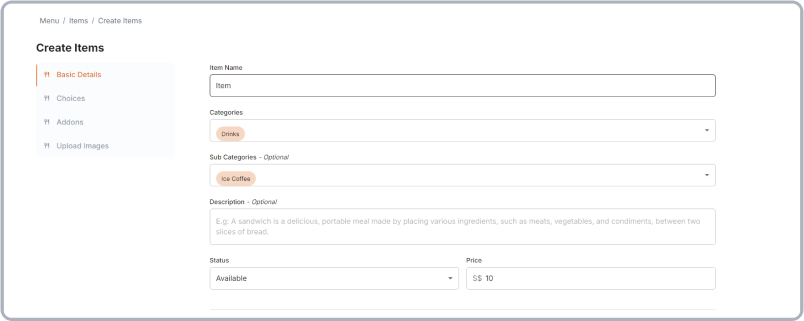 Menu / Items / Create Items
Create Items
Basic Details
Choices
Addons
Upload Images
Item Name
Item
Categories
Drinks
Sub Categories - Optional
Ice Coffee
Description - Optional
E.g: A sandwich is a delicious, portable meal made by placing various ingredients, such as meats, vegetables, and condiments, between two
slices of bread.
Status
Available
Price
S$ 10